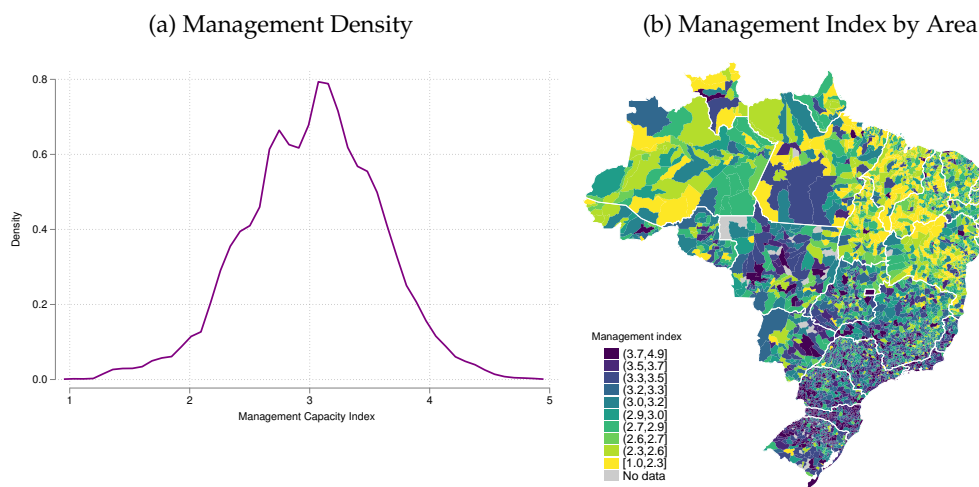 (a) Management Density
0.8
0.6
0.4
0.2
0.0
Density
1 2 3 4 5
Management Capacity Index
(b) Management Index by Area
Management index
(3.7,4.9]
(3.5,3.7]
(3.3,3.5]
(3.2,3.3]
(3.0,3.2]
(2.9,3.0]
(2.7,2.9]
(2.6,2.7]
(2.3,2.6]
[1.0,2.3]
No data